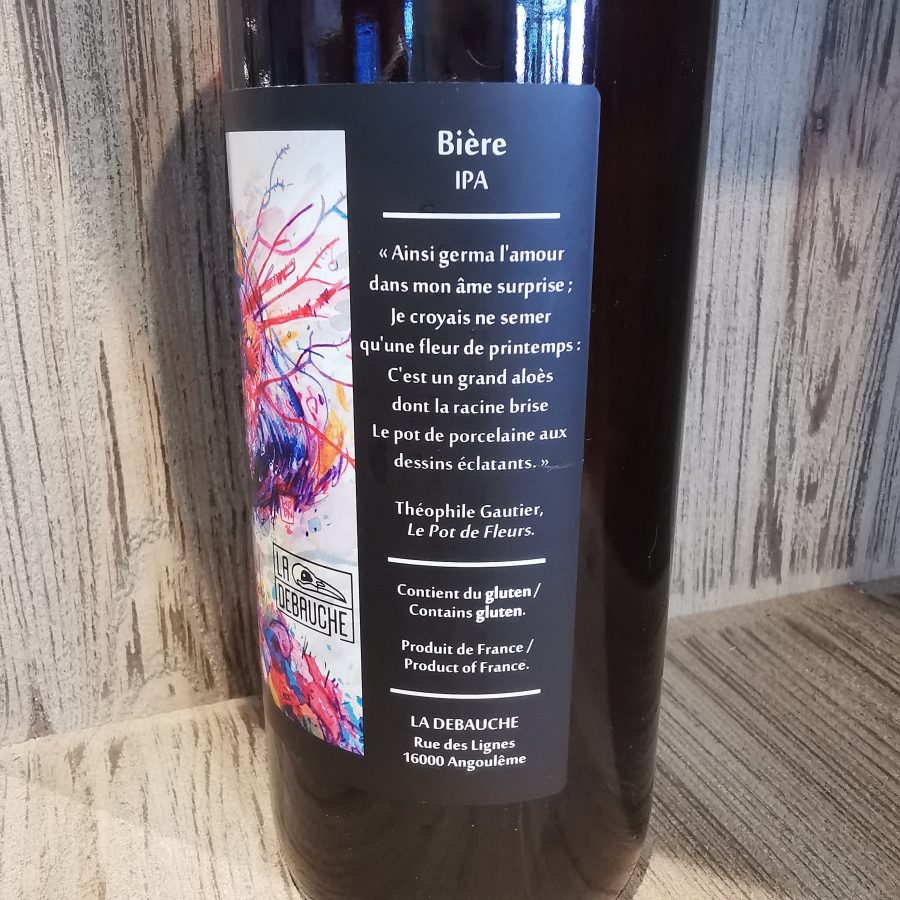 Bière
IPA
« Ainsi germa l'amour
dans mon âme surprise ;
Je croyais ne semer
qu'une fleur de printemps :
C'est un grand aloès
dont la racine brise
Le pot de porcelaine aux
dessins éclatants. »
Théophile Gautier,
Le Pot de Fleurs.
Contient du gluten /
Contains gluten.
Produit de France /
Product of France.
LA DEBAUCHE
Rue des Lignes
16000 Angoulême
LA
DEBAUCHE